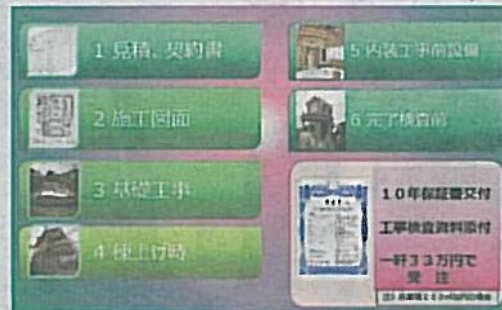 1 見積、契約書
2 施工図面
3 基礎工事
4 棟上げ時
5 内装工事前設備
6 完了検査前
10年保証書交付
工事検査資料添付
一軒33万円で
受 注